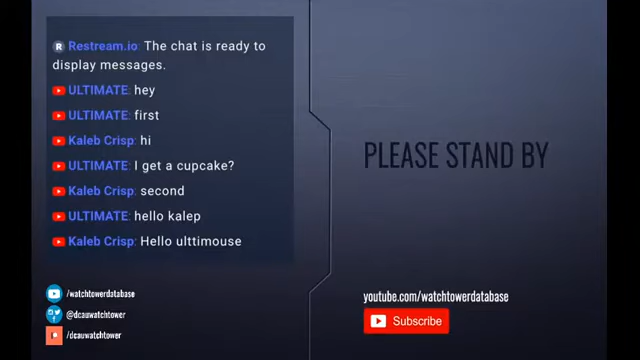 Restream.io: The chat is ready to
display messages.
ULTIMATE: hey
ULTIMATE: first
Kaleb Crisp: hi
ULTIMATE: I get a cupcake?
Kaleb Crisp: second
ULTIMATE: hello kalep
Kaleb Crisp: Hello ulttimouse
PLEASE STAND BY
/watchtowerdatabase
@dcauwatchtower
/dcauwatchtower
youtube.com/watchtowerdatabase
Subscribe